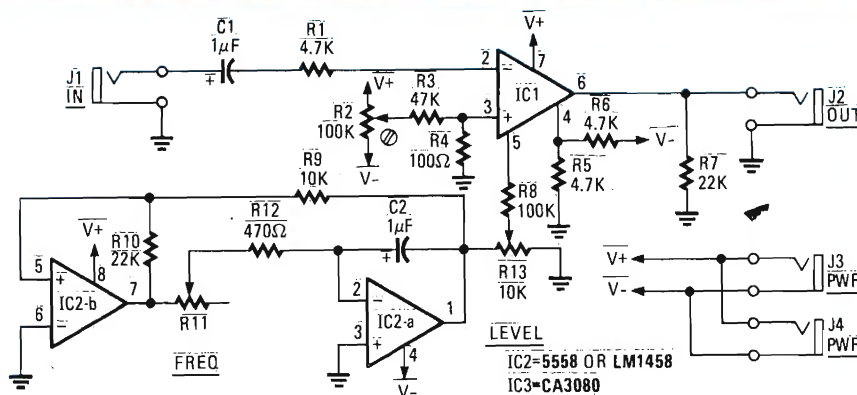 C1
1µF
R1
4.7K
V+
J1
IN
V+
R2
100K
V-
R3
47K
R4
100Ω
2
3
IC1
7
6
4
5
R6
4.7K
V-
R5
4.7K
R7
22K
J2
OUT
R8
100K
R9
10K
R10
22K
V+
8
5
6
7
IC2-b
R11
FREQ
R12
470Ω
C2
1µF
2
3
1
4
IC2-a
V-
R13
10K
LEVEL
V+
V-
J3
PWR
J4
PWR
IC2=5558 OR LM1458
IC3=CA3080